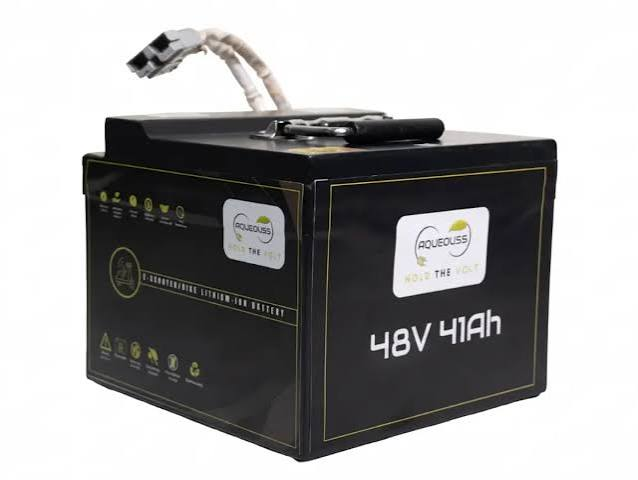 AQUEOUSS
HOLD THE VOLT
E-SCOOTER/BIKE LITHIUM-ION BATTERY
AQUEOUSS
HOLD THE VOLT
48V 41Ah